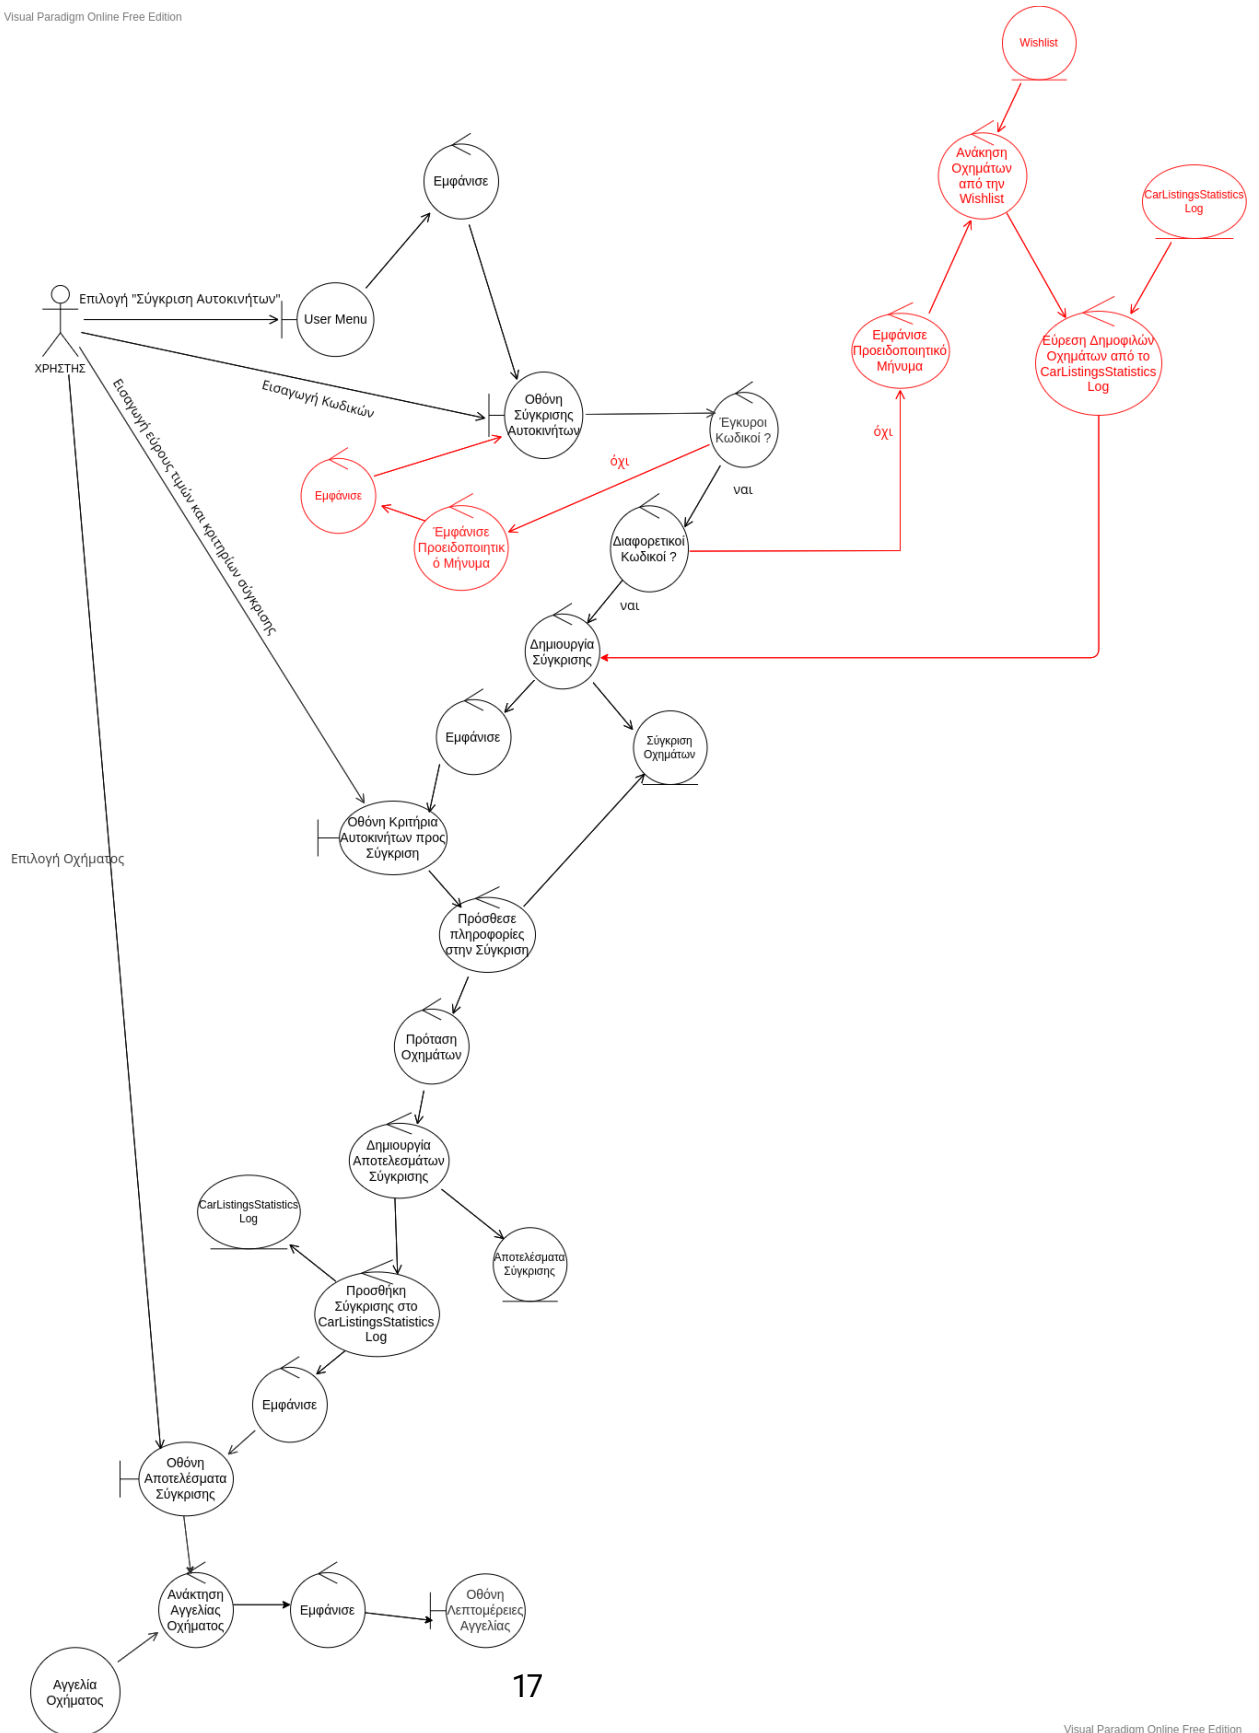 Visual Paradigm Online Free Edition
Wishlist
Ανάκηση
Οχημάτων
από την
Wishlist
CarListingsStatistics
Log
Εμφάνισε
Επιλογή "Σύγκριση Αυτοκινήτων"
User Menu
ΧΡΗΣΤΗΣ
Εμφάνισε
Προειδοποιητικό
Μήνυμα
Εύρεση Δημοφιλών
Οχημάτων από το
CarListingsStatistics
Log
Εισαγωγή Κωδικών
Οθόνη
Σύγκρισης
Αυτοκινήτων
Έγκυροι
Κωδικοί ?
όχι
όχι
ναι
Εισαγωγή εύρους τιμών και κριτηρίων σύγκρισης
Εμφάνισε
Έμφάνισε
Προειδοποιητικ
ό Μήνυμα
Διαφορετικοί
Κωδικοί ?
ναι
Δημιουργία
Σύγκρισης
Εμφάνισε
Σύγκριση
Οχημάτων
Οθόνη Κριτήρια
Αυτοκινήτων προς
Σύγκριση
Επιλογή Οχήματος
Πρόσθεσε
πληροφορίες
στην Σύγκριση
Πρόταση
Οχημάτων
Δημιουργία
Αποτελεσμάτων
Σύγκρισης
CarListingsStatistics
Log
Αποτελέσματα
Σύγκρισης
Προσθήκη
Σύγκρισης στο
CarListingsStatistics
Log
Εμφάνισε
Οθόνη
Αποτελέσματα
Σύγκρισης
Ανάκτηση
Αγγελίας
Οχήματος
Εμφάνισε
Οθόνη
Λεπτομέρειες
Αγγελίας
Αγγελία
Οχήματος
17
Visual Paradigm Online Free Edition